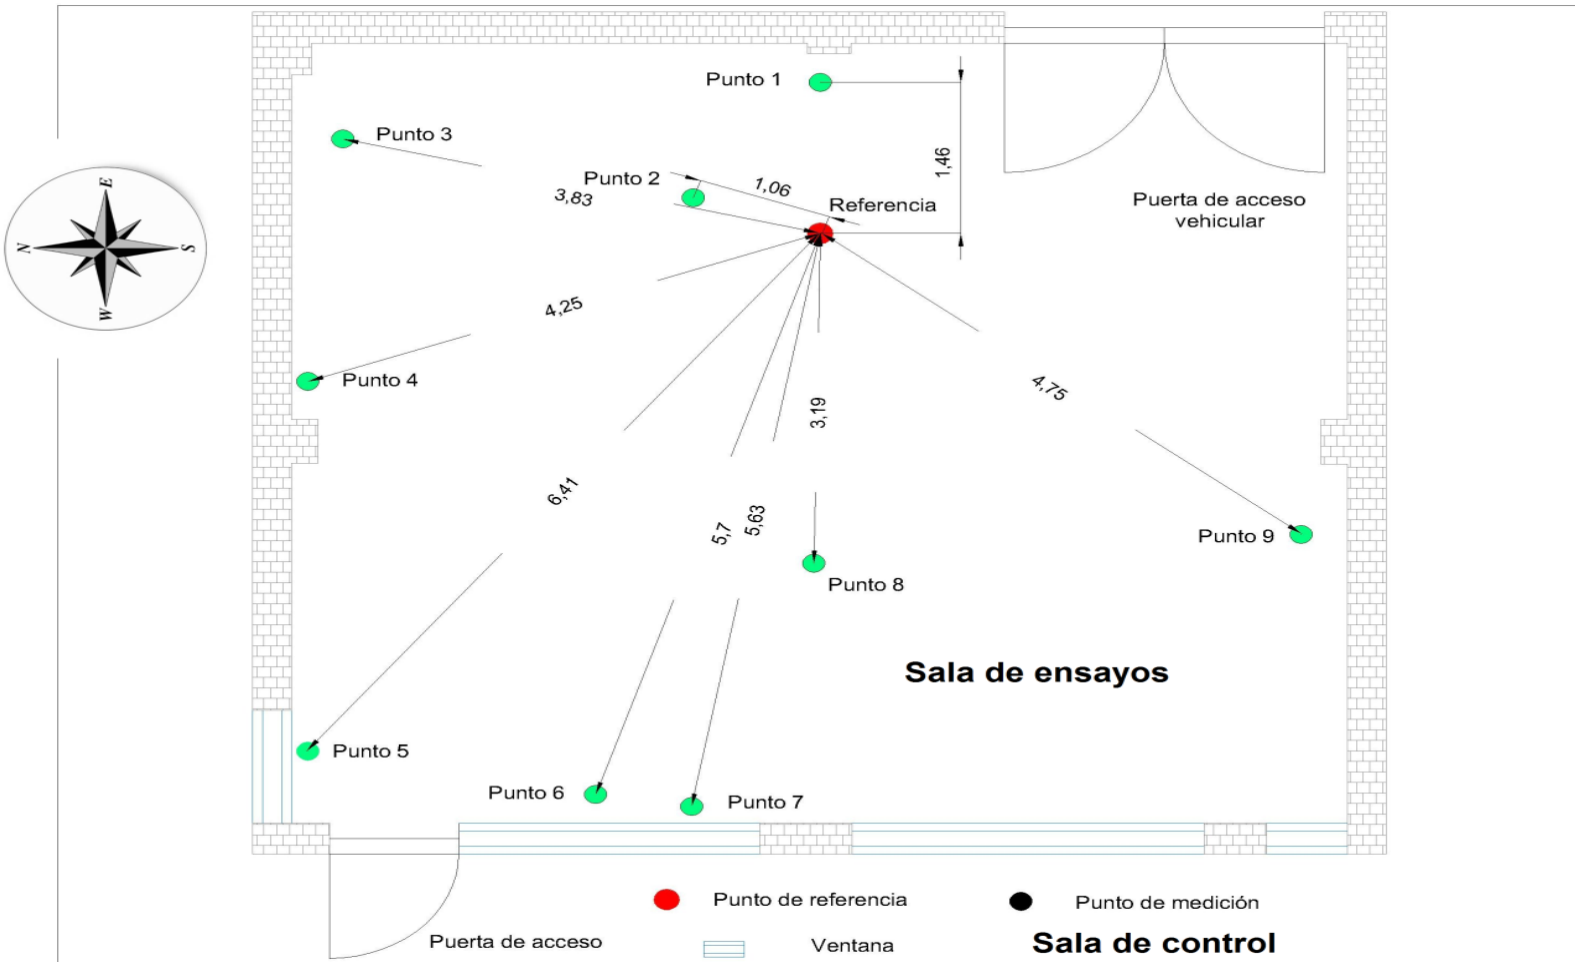 Punto 1
Punto 3
1,46
E
Punto 2
1,06
3,83
Puerta de acceso
vehicular
Referencia
N
S
W
4,25
Punto 4
4,75
3,19
6,41
5,7
5,63
Punto 9
Punto 8
Sala de ensayos
Punto 5
Punto 6
Punto 7
Punto de referencia
Punto de medición
Puerta de acceso
Ventana
Sala de control